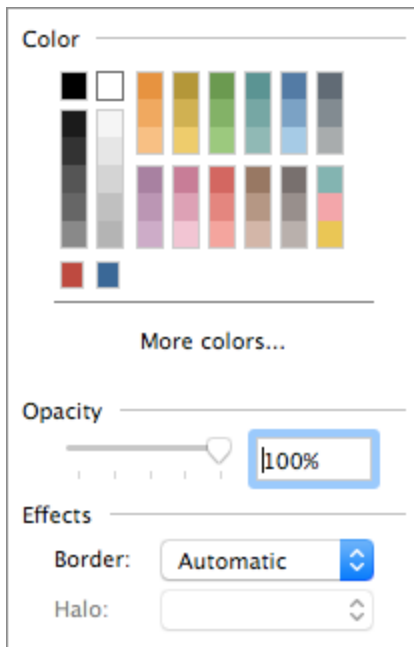 Color
More colors...
Opacity
100%
Effects
Border: Automatic
Halo: